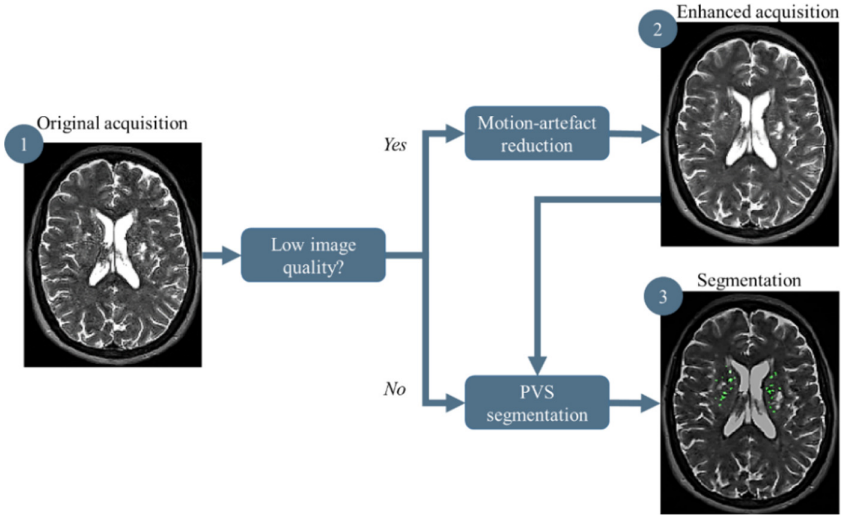 1
Original acquisition
Low image
quality?
Yes
No
Motion-artefact
reduction
2
Enhanced acquisition
PVS
segmentation
3
Segmentation